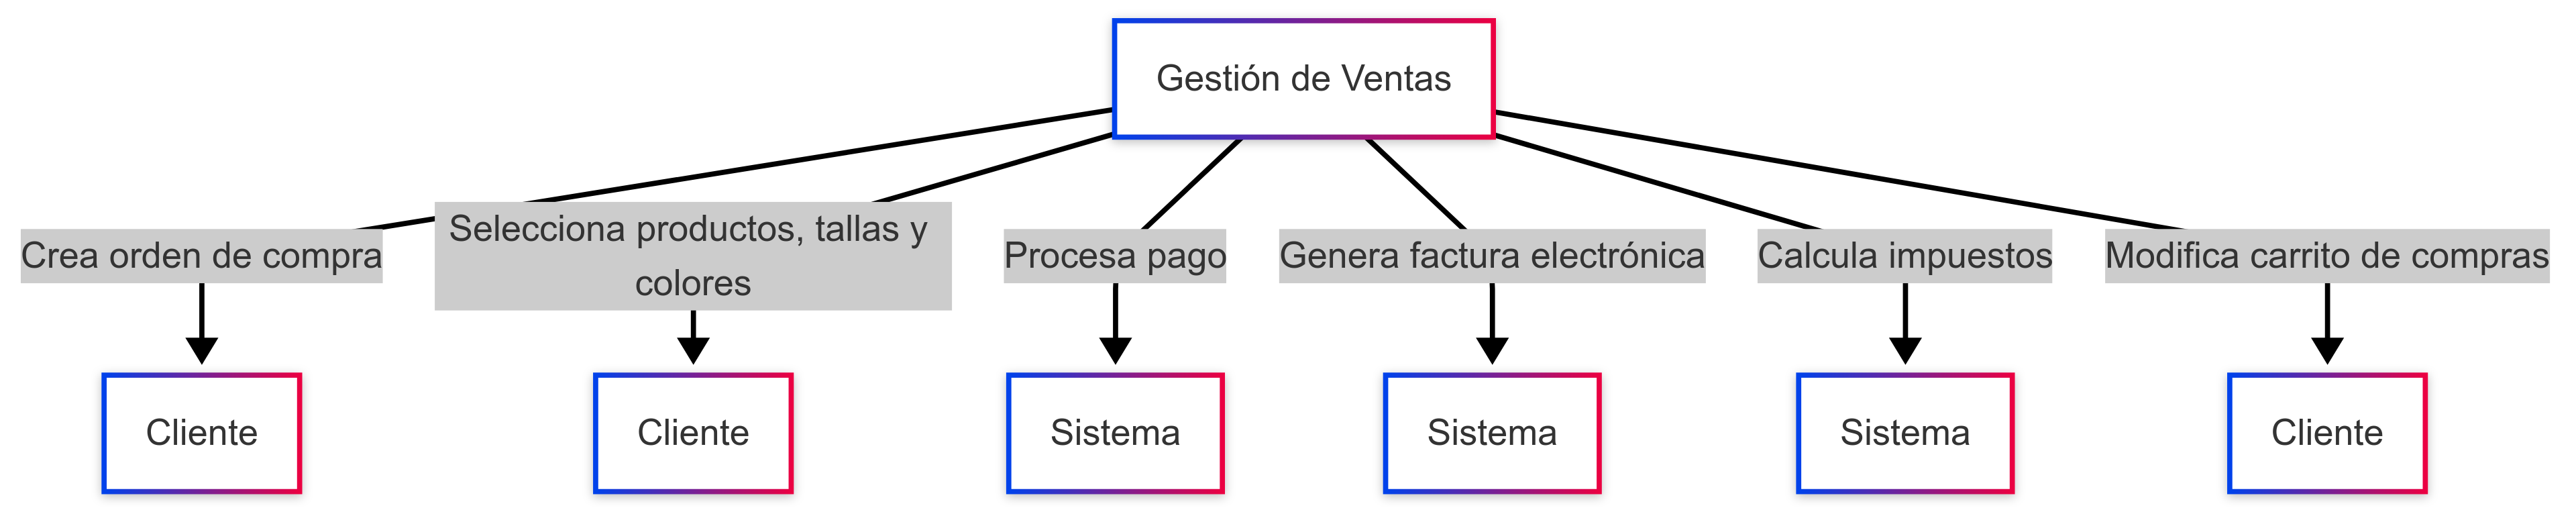 Gestión de Ventas
Crea orden de compra
Selecciona productos, tallas y
colores
Procesa pago
Genera factura electrónica
Calcula impuestos
Modifica carrito de compras
Cliente
Cliente
Sistema
Sistema
Sistema
Cliente